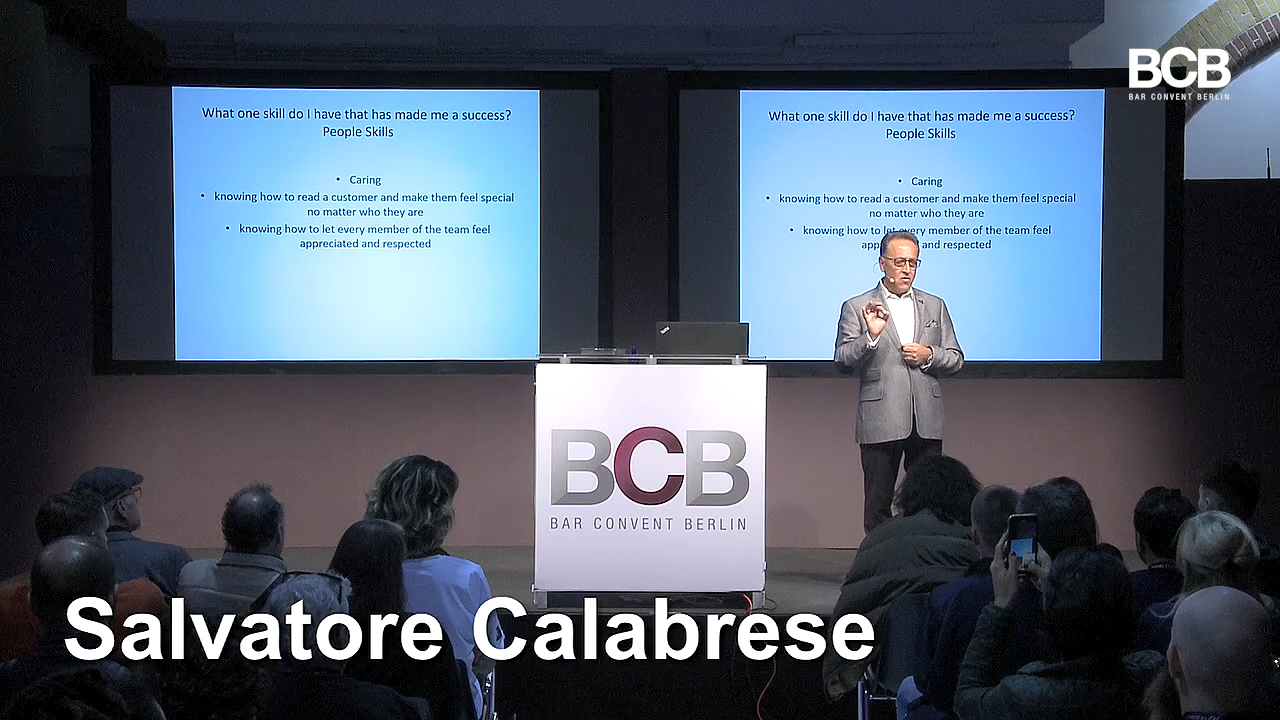 BCB
BAR CONVENT BERLIN
What one skill do I have that has made me a success?
People Skills
• Caring
• knowing how to read a customer and make them feel special
no matter who they are
• knowing how to let every member of the team feel
appreciated and respected
What one skill do I have that has made me a success?
People Skills
• Caring
• knowing how to read a customer and make them feel special
no matter who they are
• knowing how to let every member of the team feel
and respected
BCB
BAR CONVENT BERLIN
Salvatore Calabrese